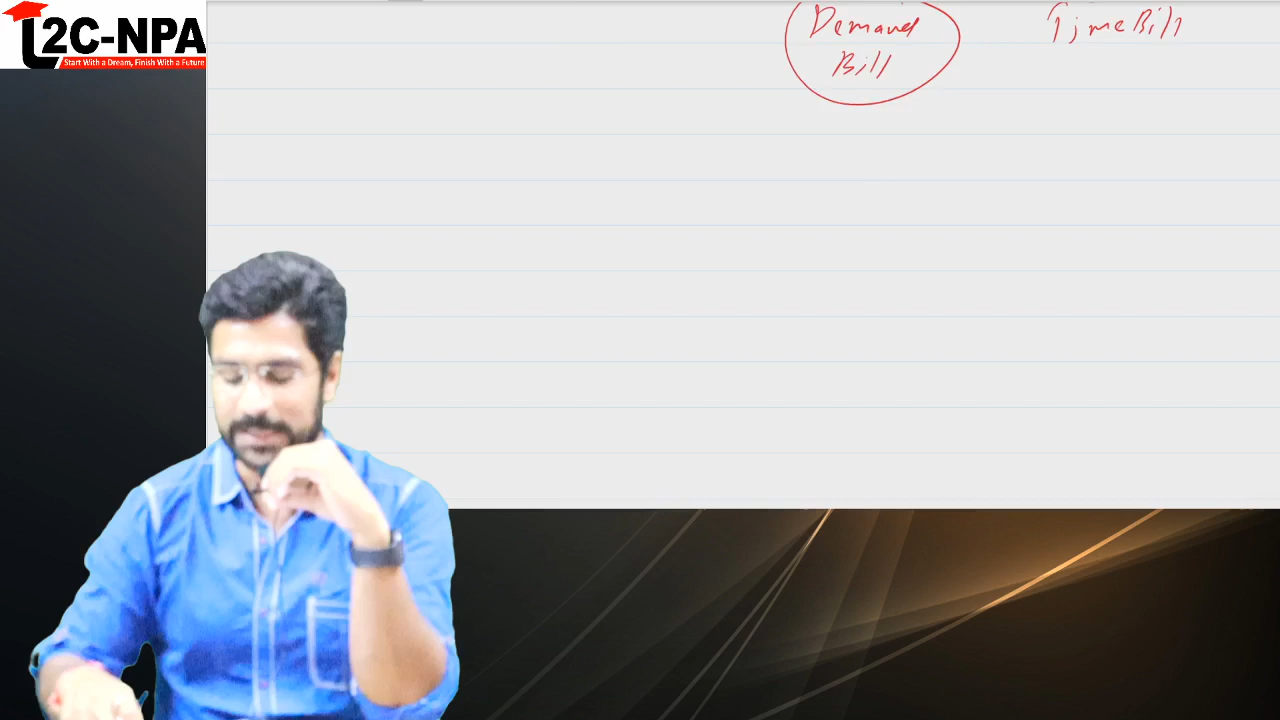 L2C-NPA
Start With a Dream, Finish With a Future
Demand
Bill
Time Bill